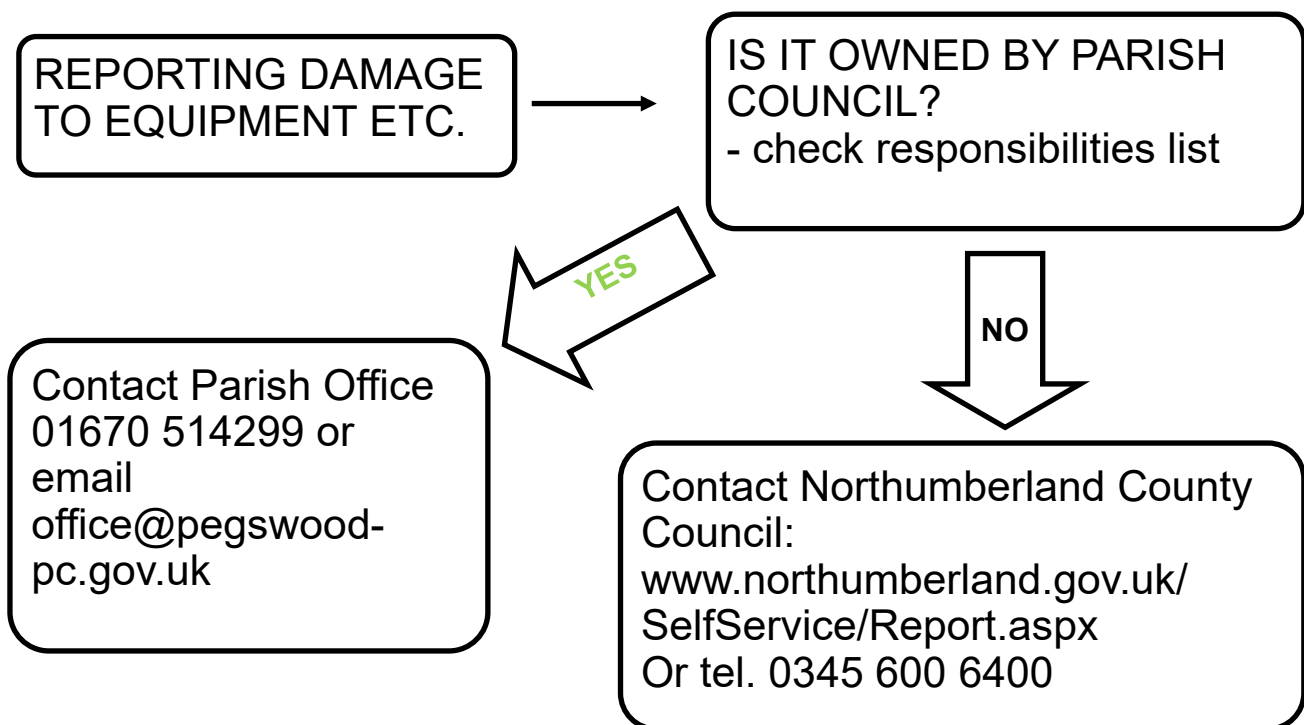 REPORTING DAMAGE
TO EQUIPMENT ETC.
IS IT OWNED BY PARISH
COUNCIL?
- check responsibilities list
YES
NO
Contact Parish Office
01670 514299 or
email
office@pegswood-
pc.gov.uk
Contact Northumberland County
Council:
www.northumberland.gov.uk/
SelfService/Report.aspx
Or tel. 0345 600 6400